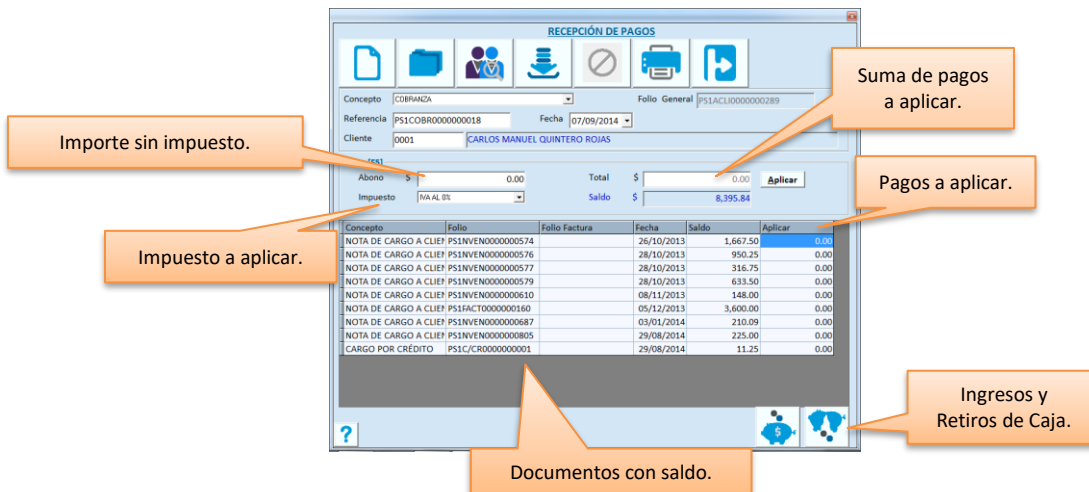 RECEPCIÓN DE PAGOS
Suma de pagos
a aplicar.
Concepto COBRANZA Folio General PS1ACLI0000000289
Referencia PS1COBR0000000018 Fecha 07/09/2014
Importe sin impuesto.
Cliente 0001 CARLOS MANUEL QUINTERO ROJAS
[F5]
Abono $ 0.00 Total $ 0.00 Aplicar
Pagos a aplicar.
Impuesto IVA AL 0% Saldo $ 8,395.84
Impuesto a aplicar.
Concepto Folio Folio Factura Fecha Saldo Aplicar
NOTA DE CARGO A CLIEN PS1NVEN0000000574 26/10/2013 1,667.50 0.00
NOTA DE CARGO A CLIEN PS1NVEN0000000576 28/10/2013 950.25 0.00
NOTA DE CARGO A CLIEN PS1NVEN0000000577 28/10/2013 316.75 0.00
NOTA DE CARGO A CLIEN PS1NVEN0000000579 28/10/2013 633.50 0.00
NOTA DE CARGO A CLIEN PS1NVEN0000000610 08/11/2013 148.00 0.00
NOTA DE CARGO A CLIEN PS1FACT0000000160 05/12/2013 3,600.00 0.00
NOTA DE CARGO A CLIEN PS1NVEN0000000687 03/01/2014 210.09 0.00
NOTA DE CARGO A CLIEN PS1NVEN0000000805 29/08/2014 225.00 0.00
CARGO POR CRÉDITO PS1C/CR0000000001 29/08/2014 11.25 0.00
Ingresos y
Retiros de Caja.
?
$
Documentos con saldo.